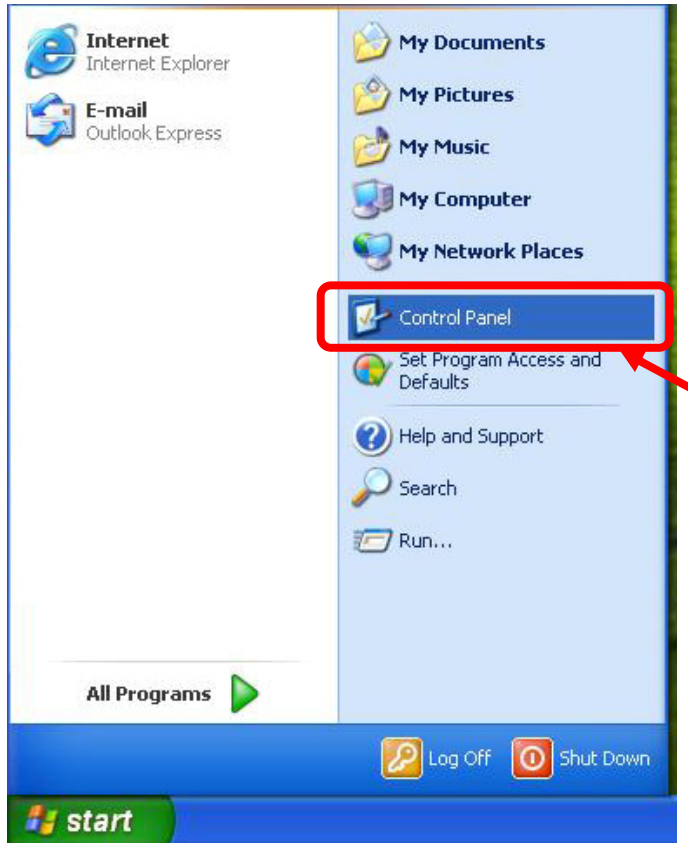 Internet
Internet Explorer
E-mail
Outlook Express
All Programs
My Documents
My Pictures
My Music
My Computer
My Network Places
Control Panel
Set Program Access and
Defaults
Help and Support
Search
Run...
Log Off
Shut Down
start